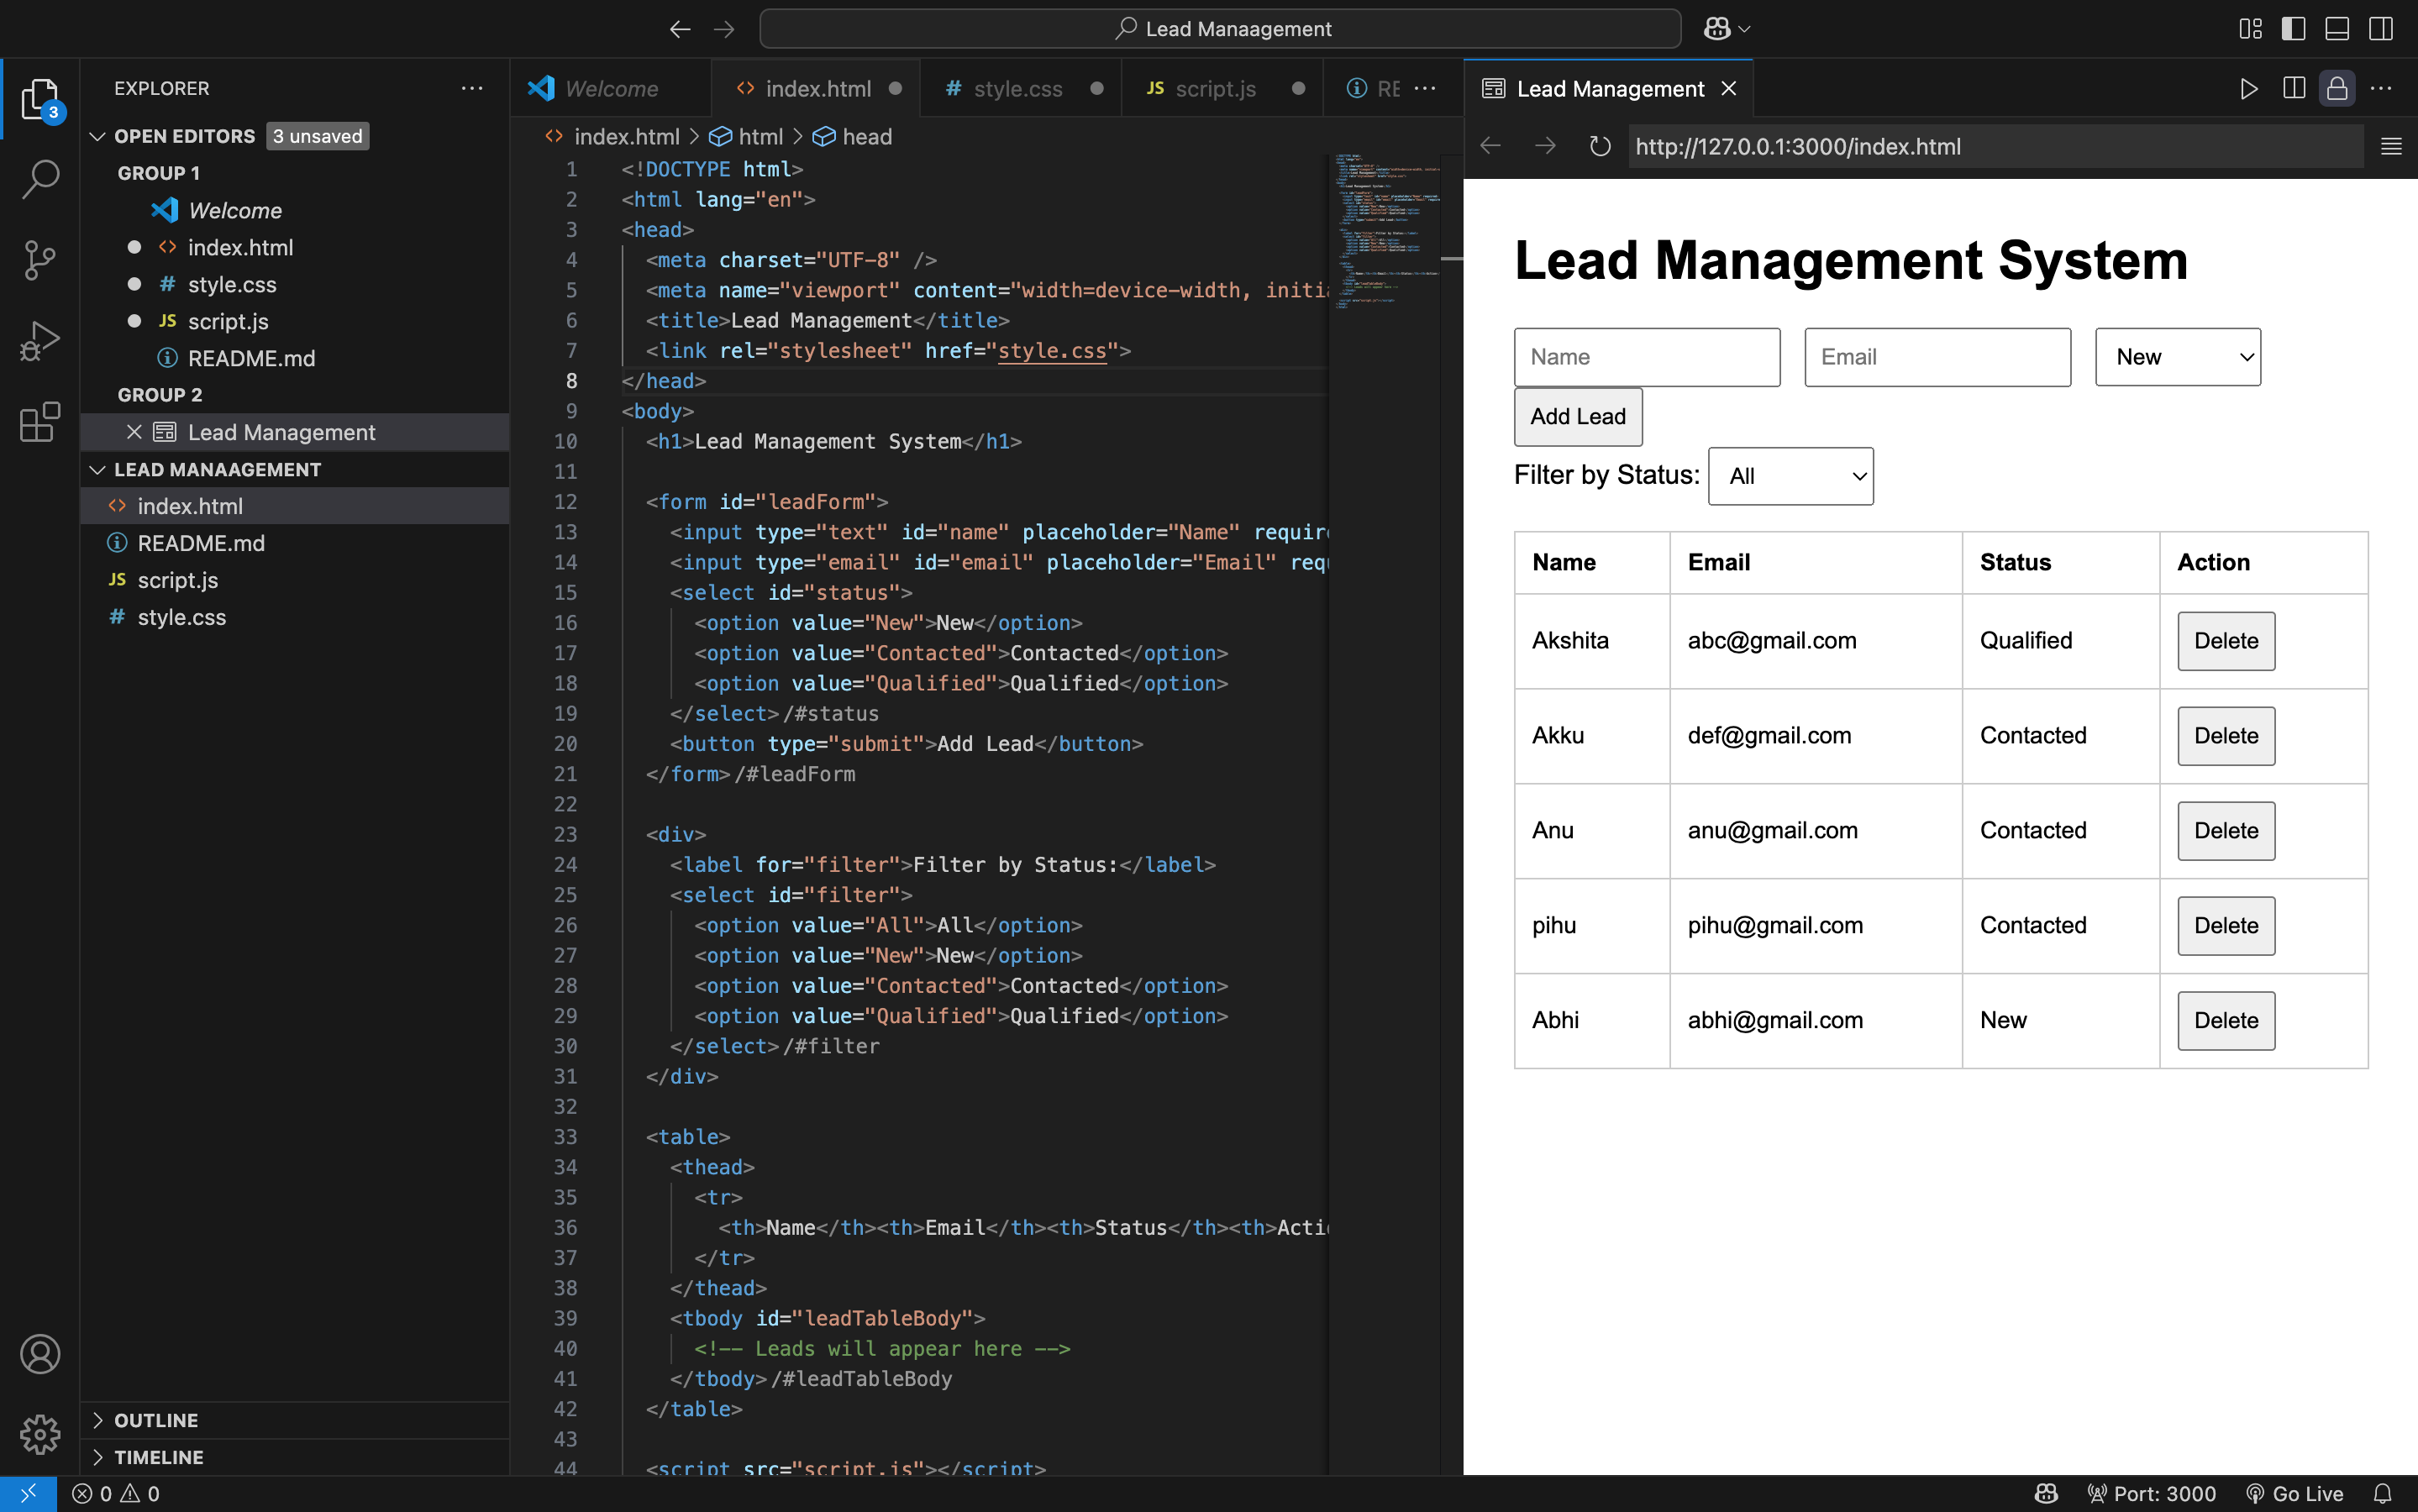 Lead Manaagement
EXPLORER
OPEN EDITORS 3 unsaved
GROUP 1
Welcome
index.html
style.css
JS script.js
README.md
GROUP 2
Lead Management
LEAD MANAAGEMENT
index.html
README.md
JS script.js
style.css
OUTLINE
TIMELINE
3
Welcome
index.html
# style.css
JS script.js
RE
index.html > html > head
1 <!DOCTYPE html>
2 <html lang="en">
3 <head>
4 <meta charset="UTF-8" />
5 <meta name="viewport" content="width=device-width, initia
6 <title>Lead Management</title>
7 <link rel="stylesheet" href="style.css">
8 </head>
9 <body>
10 <h1>Lead Management System</h1>
11
12 <form id="leadForm">
13 <input type="text" id="name" placeholder="Name" require
14 <input type="email" id="email" placeholder="Email" requ
15 <select id="status">
16 <option value="New">New</option>
17 <option value="Contacted">Contacted</option>
18 <option value="Qualified">Qualified</option>
19 </select>/#status
20 <button type="submit">Add Lead</button>
21 </form>/#leadForm
22
23 <div>
24 <label for="filter">Filter by Status:</label>
25 <select id="filter">
26 <option value="All">All</option>
27 <option value="New">New</option>
28 <option value="Contacted">Contacted</option>
29 <option value="Qualified">Qualified</option>
30 </select>/#filter
31 </div>
32
33 <table>
34 <thead>
35 <tr>
36 <th>Name</th><th>Email</th><th>Status</th><th>Actio
37 </tr>
38 </thead>
39 <tbody id="leadTableBody">
40 <!-- Leads will appear here -->
41 </tbody>/#leadTableBody
42 </table>
43
44 <script src="script.js"></script>
Lead Management
http://127.0.0.1:3000/index.html
Lead Management System
Name Email New
Add Lead
Filter by Status: All
Name Email Status Action
Akshita abc@gmail.com Qualified Delete
Akku def@gmail.com Contacted Delete
Anu anu@gmail.com Contacted Delete
pihu pihu@gmail.com Contacted Delete
Abhi abhi@gmail.com New Delete
0 0
Port: 3000 Go Live